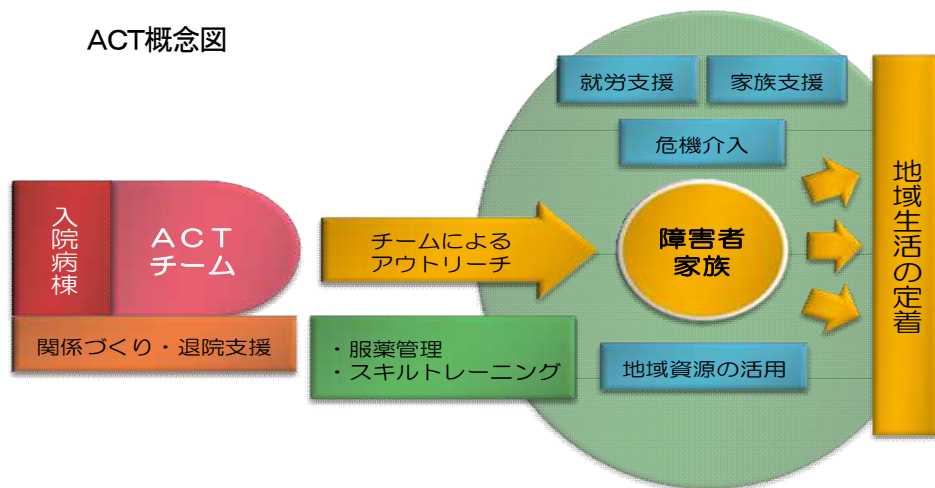 ACT概念図
就労支援
家族支援
危機介入
入院病棟
ACT
チーム
チームによる
アウトリーチ
障害者
家族
地域生活の定着
関係づくり・退院支援
・服薬管理
・スキルトレーニング
地域資源の活用